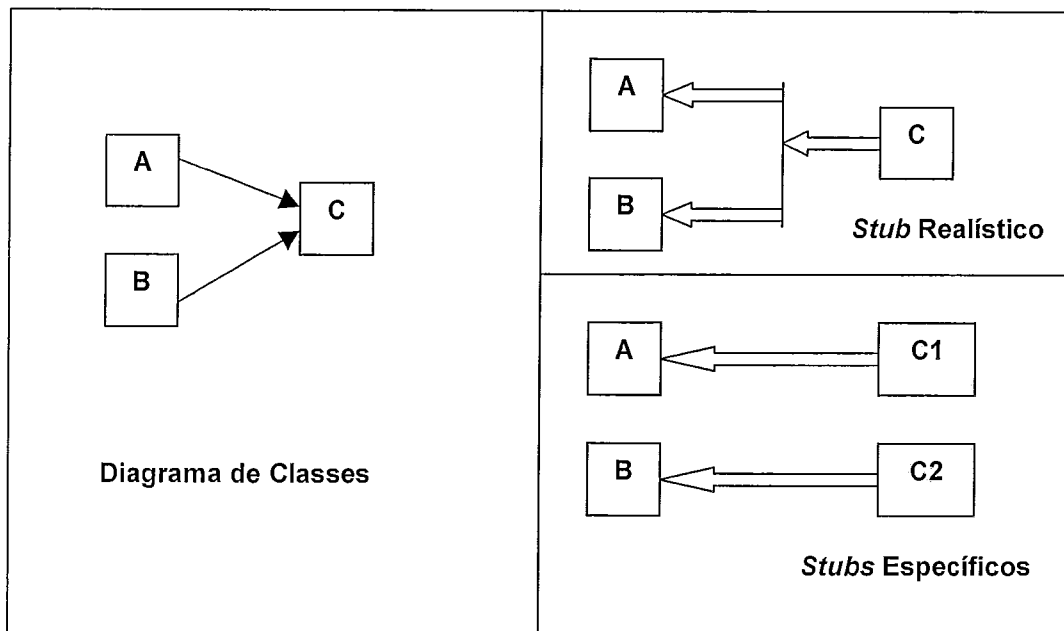 A
B
C
Diagrama de Classes
A
B
C
Stub Realístico
A
C1
B
C2
Stubs Específicos